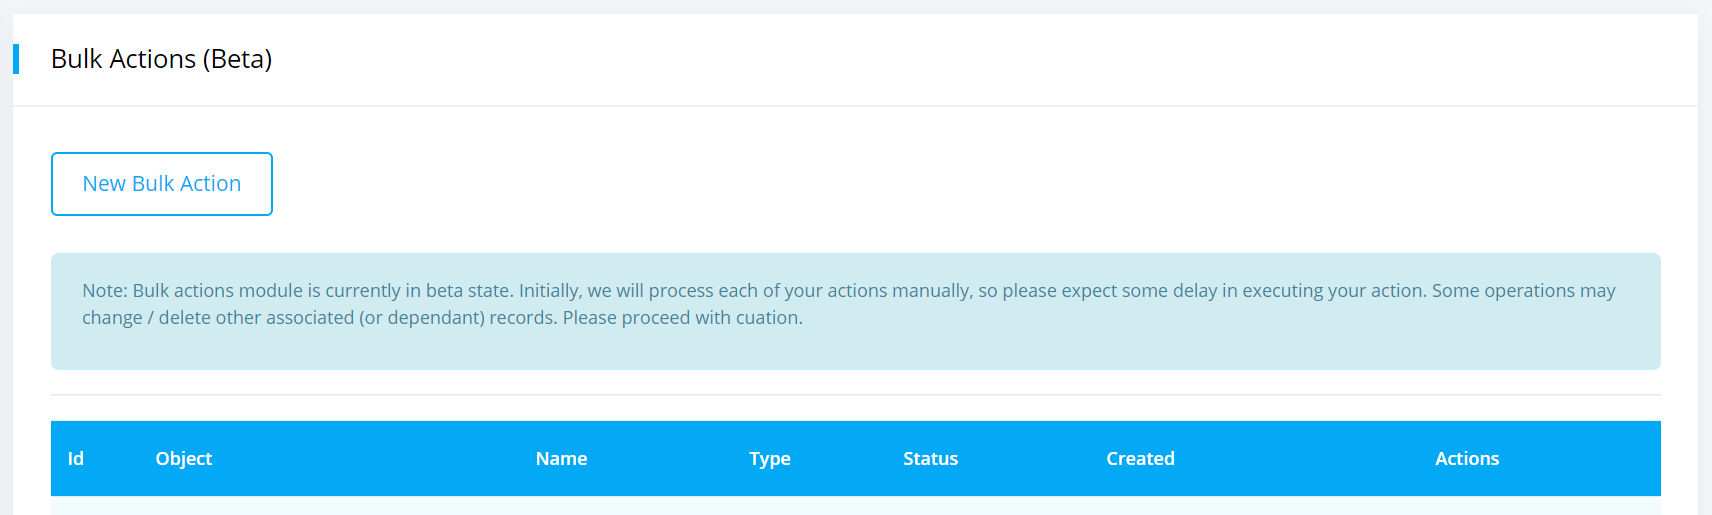 Bulk Actions (Beta)
New Bulk Action
Note: Bulk actions module is currently in beta state. Initially, we will process each of your actions manually, so please expect some delay in executing your action. Some operations may
change / delete other associated (or dependant) records. Please proceed with cuation.
Id Object Name Type Status Created Actions